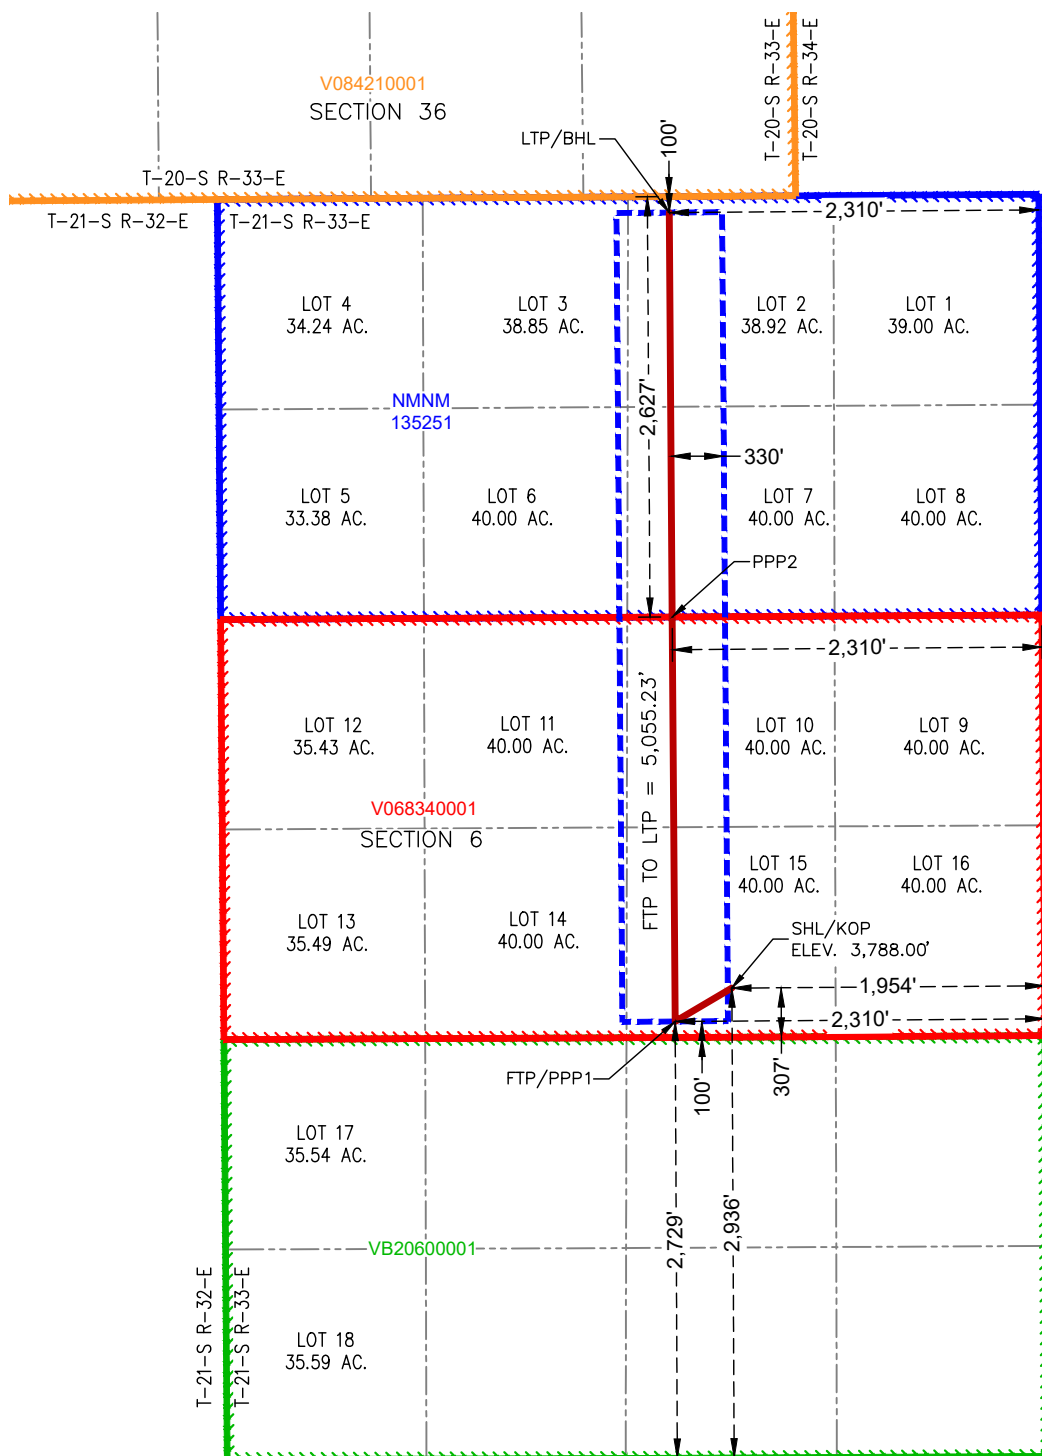 T-20-S R-33-E
T-20-S R-34-E
V084210001
SECTION 36
LTP/BHL
100'
T-20-S R-33-E
T-21-S R-32-E
T-21-S R-33-E
2,310'
LOT 4
34.24 AC.
LOT 3
38.85 AC.
LOT 2
38.92 AC.
LOT 1
39.00 AC.
NMNM
135251
2,627'
330'
LOT 5
33.38 AC.
LOT 6
40.00 AC.
LOT 7
40.00 AC.
LOT 8
40.00 AC.
PPP2
2,310'
FTP TO LTP = 5,055.23'
LOT 12
35.43 AC.
LOT 11
40.00 AC.
LOT 10
40.00 AC.
LOT 9
40.00 AC.
V068340001
SECTION 6
LOT 15
40.00 AC.
LOT 16
40.00 AC.
LOT 13
35.49 AC.
LOT 14
40.00 AC.
SHL/KOP
ELEV. 3,788.00'
1,954'
2,310'
FTP/PPP1
100'
307'
LOT 17
35.54 AC.
2,729'
2,936'
VB20600001
T-21-S R-32-E
T-21-S R-33-E
LOT 18
35.59 AC.